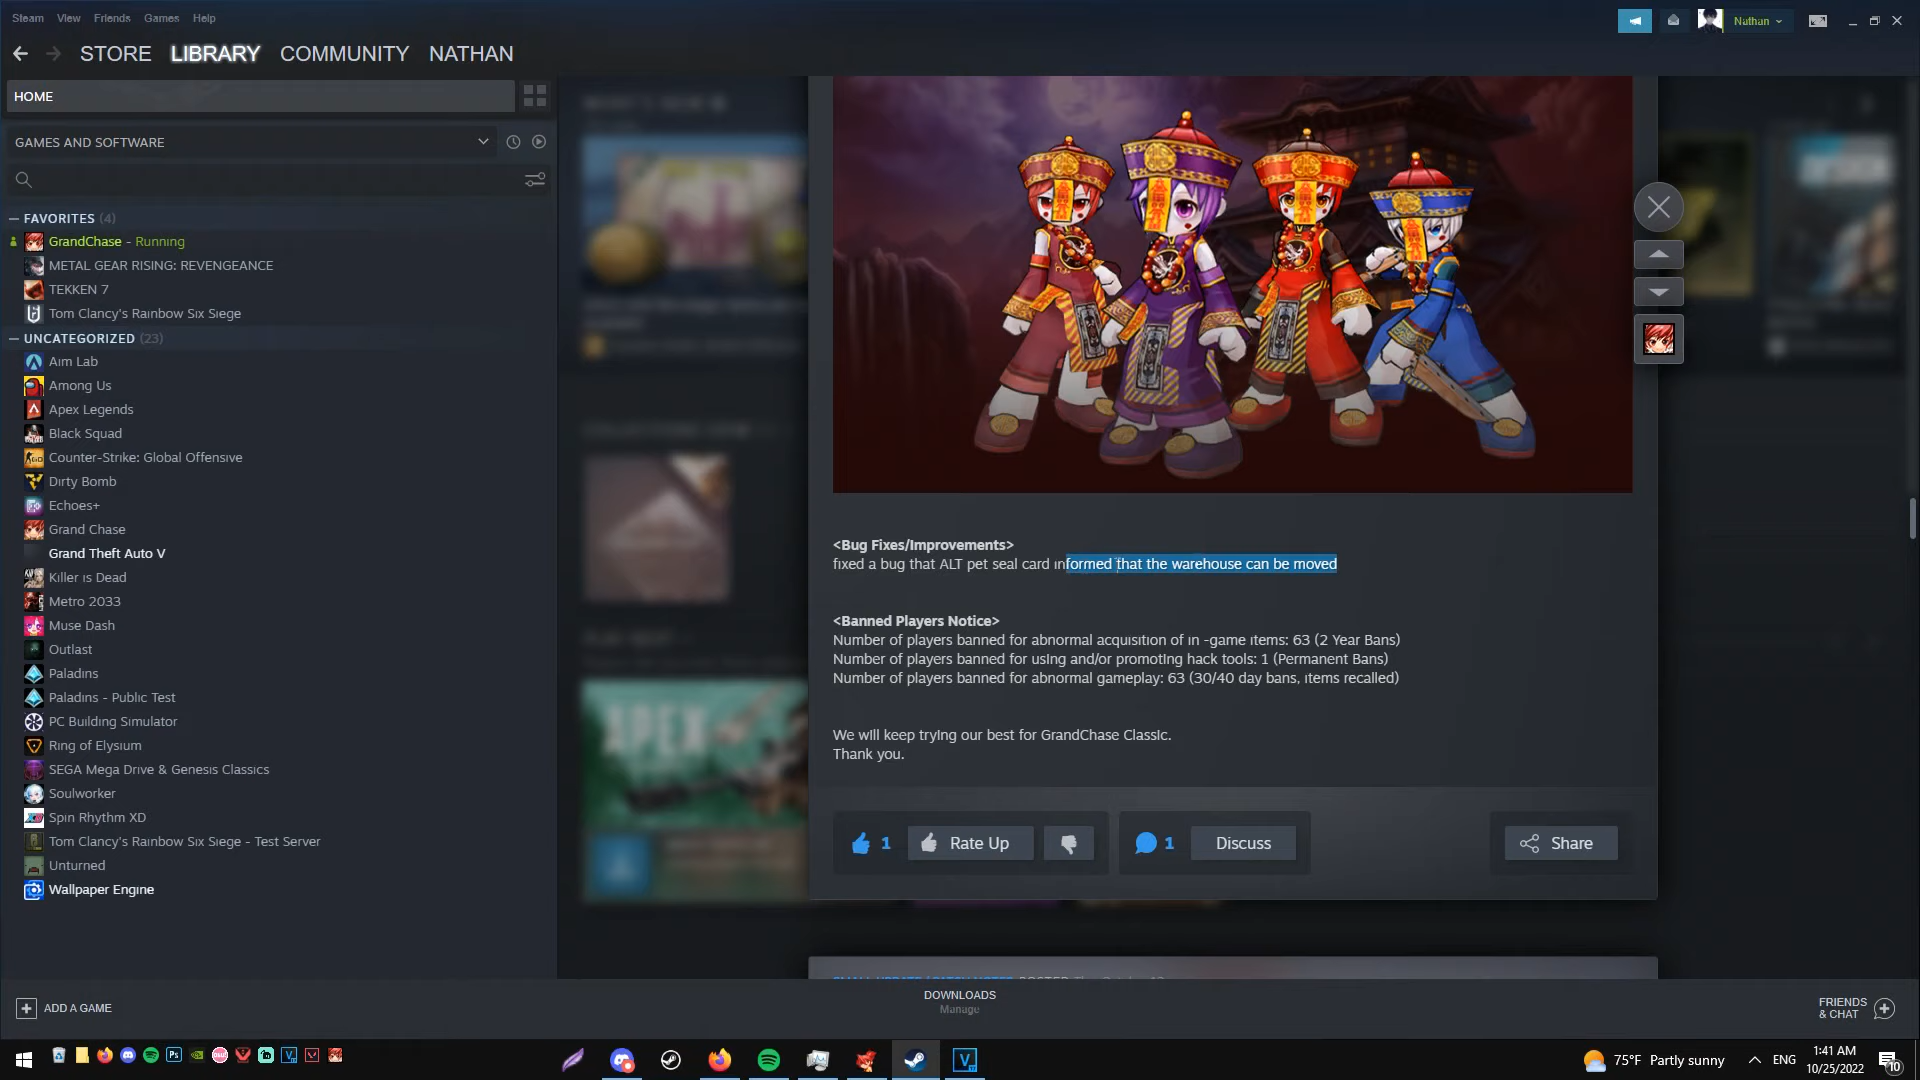 Steam View Friends Games Help
Nathan
STORE LIBRARY COMMUNITY NATHAN
HOME
GAMES AND SOFTWARE
— FAVORITES (4)
GrandChase - Running
METAL GEAR RISING: REVENGEANCE
TEKKEN 7
Tom Clancy's Rainbow Six Siege
— UNCATEGORIZED (23)
Aim Lab
Among Us
Apex Legends
Black Squad
Counter-Strike: Global Offensive
Dirty Bomb
Echoes+
Grand Chase
Grand Theft Auto V
Killer is Dead
Metro 2033
Muse Dash
Outlast
Paladins
Paladins - Public Test
PC Building Simulator
Ring of Elysium
SEGA Mega Drive & Genesis Classics
Soulworker
Spin Rhythm XD
Tom Clancy's Rainbow Six Siege - Test Server
Unturned
Wallpaper Engine
<Bug Fixes/Improvements>
fixed a bug that ALT pet seal card informed that the warehouse can be moved
<Banned Players Notice>
Number of players banned for abnormal acquisition of in -game items: 63 (2 Year Bans)
Number of players banned for using and/or promoting hack tools: 1 (Permanent Bans)
Number of players banned for abnormal gameplay: 63 (30/40 day bans, items recalled)
We will keep trying our best for GrandChase Classic.
Thank you.
1 Rate Up 1 Discuss Share
APEX
ADD A GAME
DOWNLOADS
Manage
FRIENDS
& CHAT
75°F Partly sunny
ENG
1:41 AM
10/25/2022
10